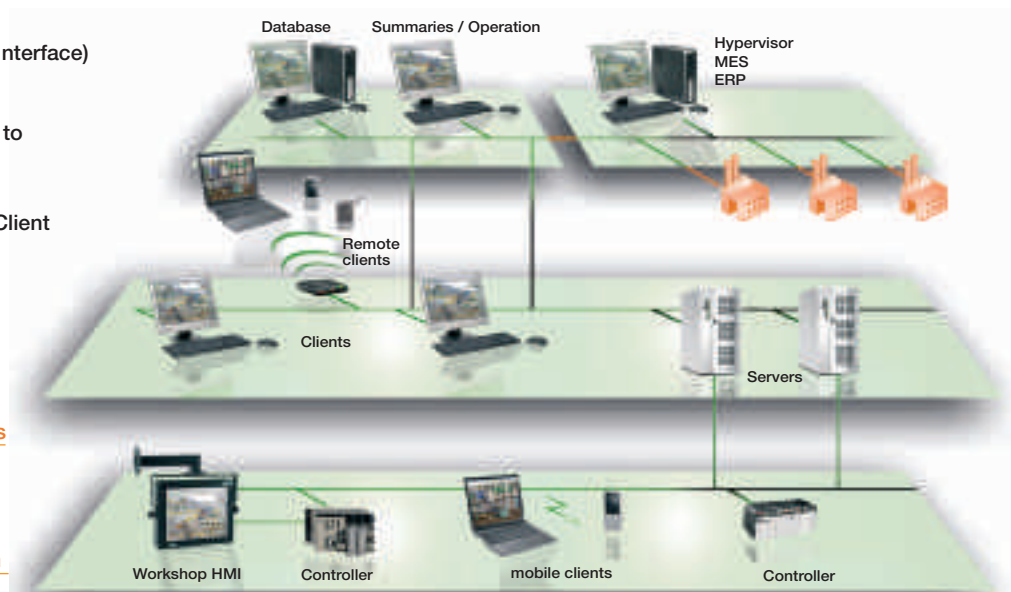 Database
Summaries / Operation
nterface)
Hypervisor
MES
ERP
to
Client
Remote
clients
Clients
Servers
s
Workshop HMI
Controller
mobile clients
Controller